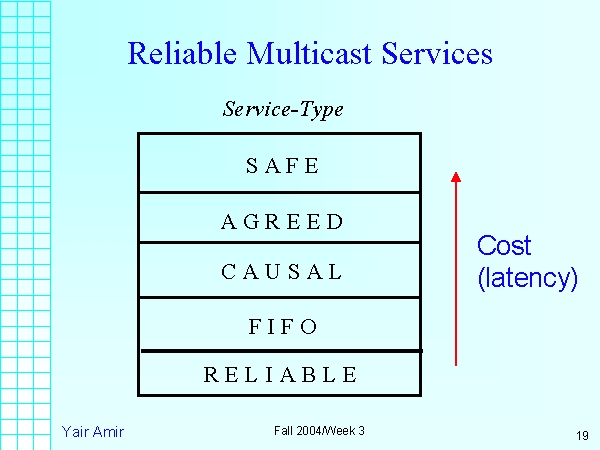 Reliable Multicast Services
Service-Type
SAFE
AGREED
CAUSAL
FIFO
RELIABLE
Cost
(latency)
Yair Amir
Fall 2004/Week 3
19